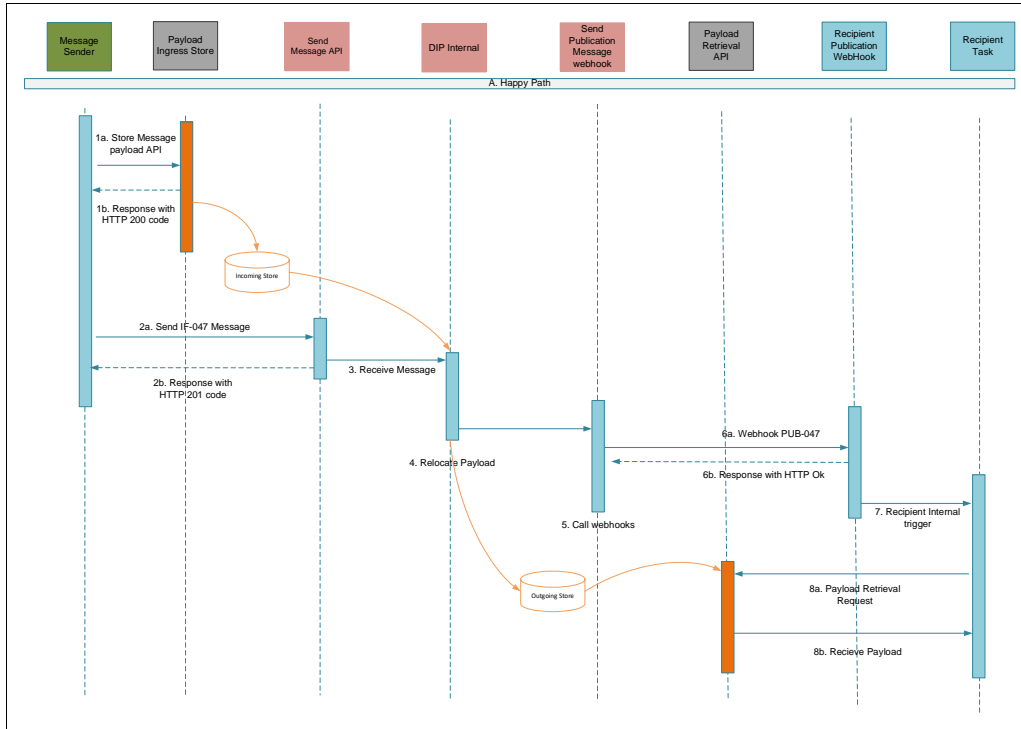 Message
Sender
Payload
Ingress Store
Send
Message API
DIP Internal
Send
Publication
Message
webhook
Payload
Retrieval
API
Recipient
Publication
WebHook
Recipient
Task
A. Happy Path
1a. Store Message
payload API
1b. Response with
HTTP 200 code
Incoming Store
2a. Send IF-047 Message
2b. Response with
HTTP 201 code
3. Receive Message
4. Relocate Payload
5. Call webhooks
6a. Webhook PUB-047
6b. Response with HTTP Ok
7. Recipient Internal
trigger
Outgoing Store
8a. Payload Retrieval
Request
8b. Recieve Payload